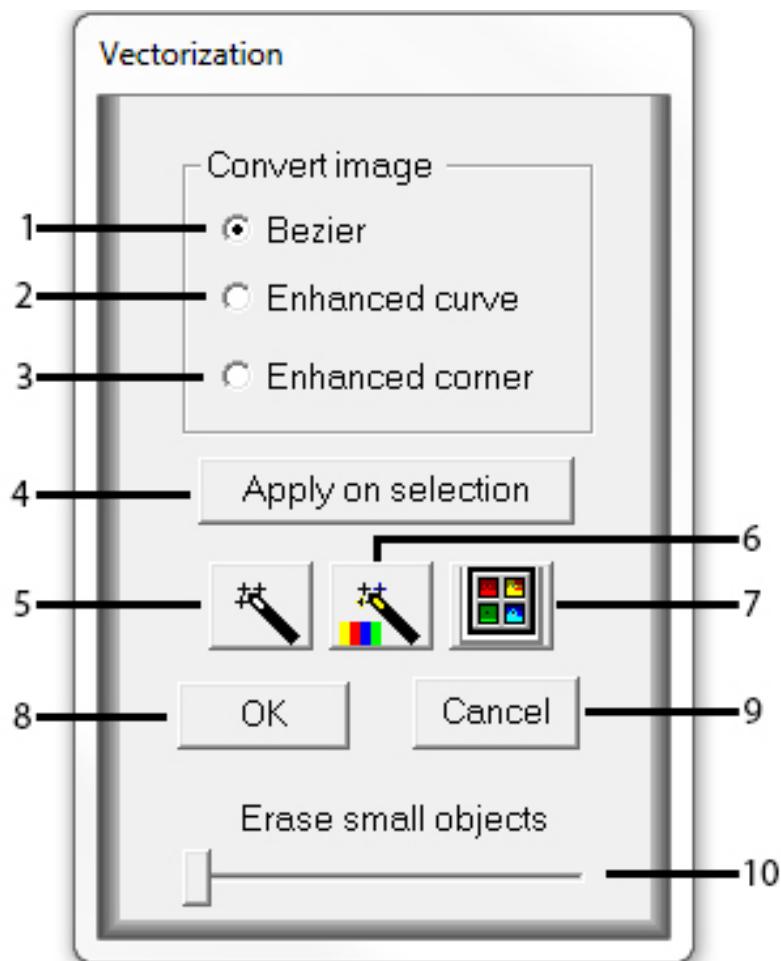 Vectorization
Convert image
1 Bezier
2 Enhanced curve
3 Enhanced corner
4 Apply on selection
6
5 7
8 OK Cancel 9
Erase small objects
10